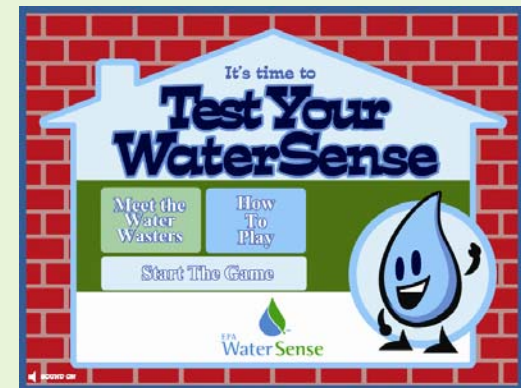 It's time to
Test Your
WaterSense
Meet the
Water
Wasters
How
To
Play
Start The Game
EPA
WaterSense
SOUND ON